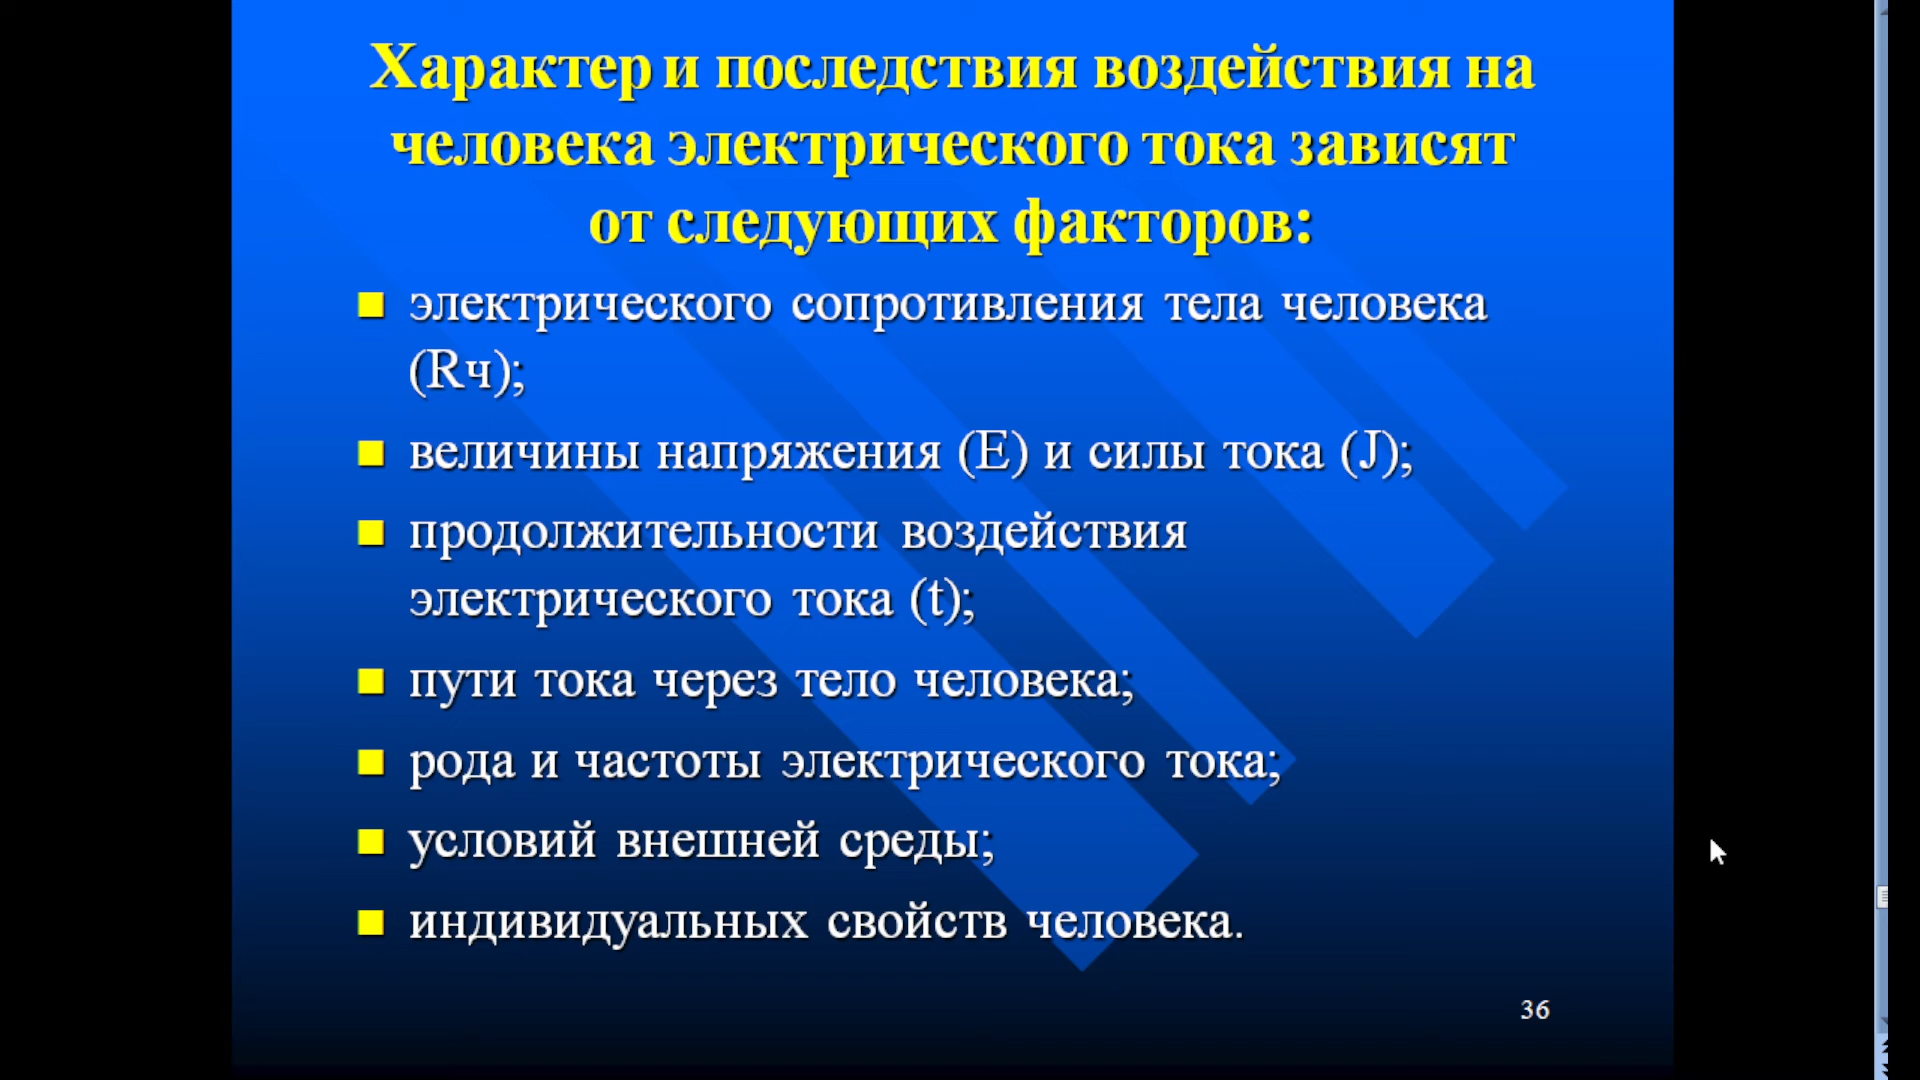 Характер и последствия воздействия на
человека электрического тока зависят
от следующих факторов:
электрического сопротивления тела человека
(Rч);
величины напряжения (E) и силы тока (J);
продолжительности воздействия
электрического тока (t);
пути тока через тело человека;
рода и частоты электрического тока;
условий внешней среды;
индивидуальных свойств человека.
36